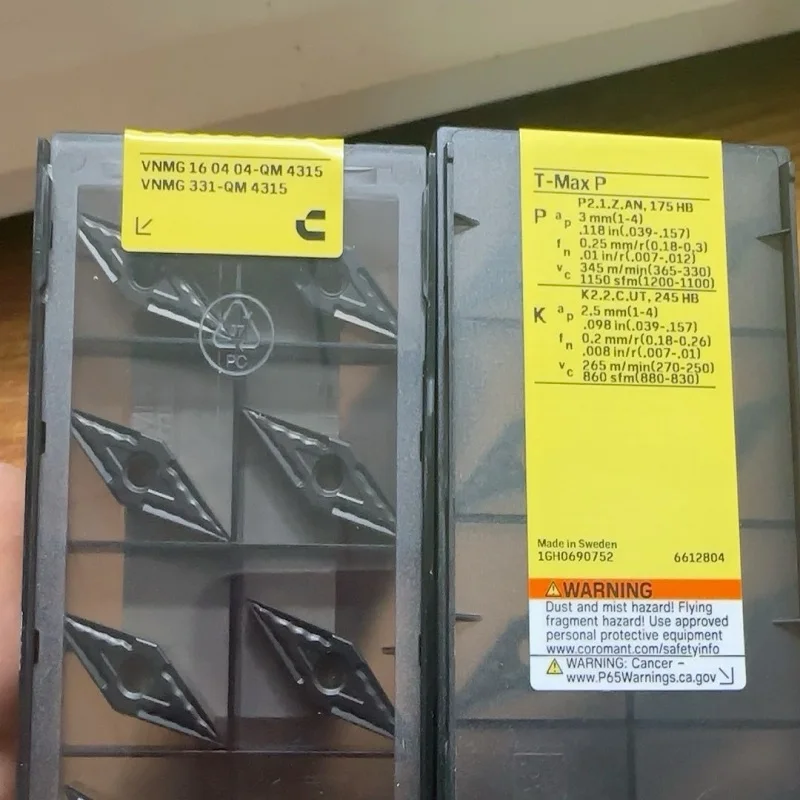 VNMG 16 04 04-QM 4315
VNMG 331-QM 4315
07
PC
T-Max P
P2.1.Z.AN, 175 HB
P ap 3 mm(1-4)
.118 in(.039-.157)
fn 0.25 mm/r(0.18-0.3)
.01 in/r(.007-.012)
vc 345 m/min(365-330)
1150 sfm(1200-1100)
K2.2.C.UT, 245 HB
K ap 2.5 mm(1-4)
.098 in(.039-.157)
fn 0.2 mm/r(0.18-0.26)
.008 in/r(.007-.01)
vc 265 m/min(270-250)
860 sfm(880-830)
Made in Sweden
1GH0690752 6612804
WARNING
Dust and mist hazard! Flying
fragment hazard! Use approved
personal protective equipment
www.coromant.com/safetyinfo
WARNING: Cancer –
www.P65Warnings.ca.gov